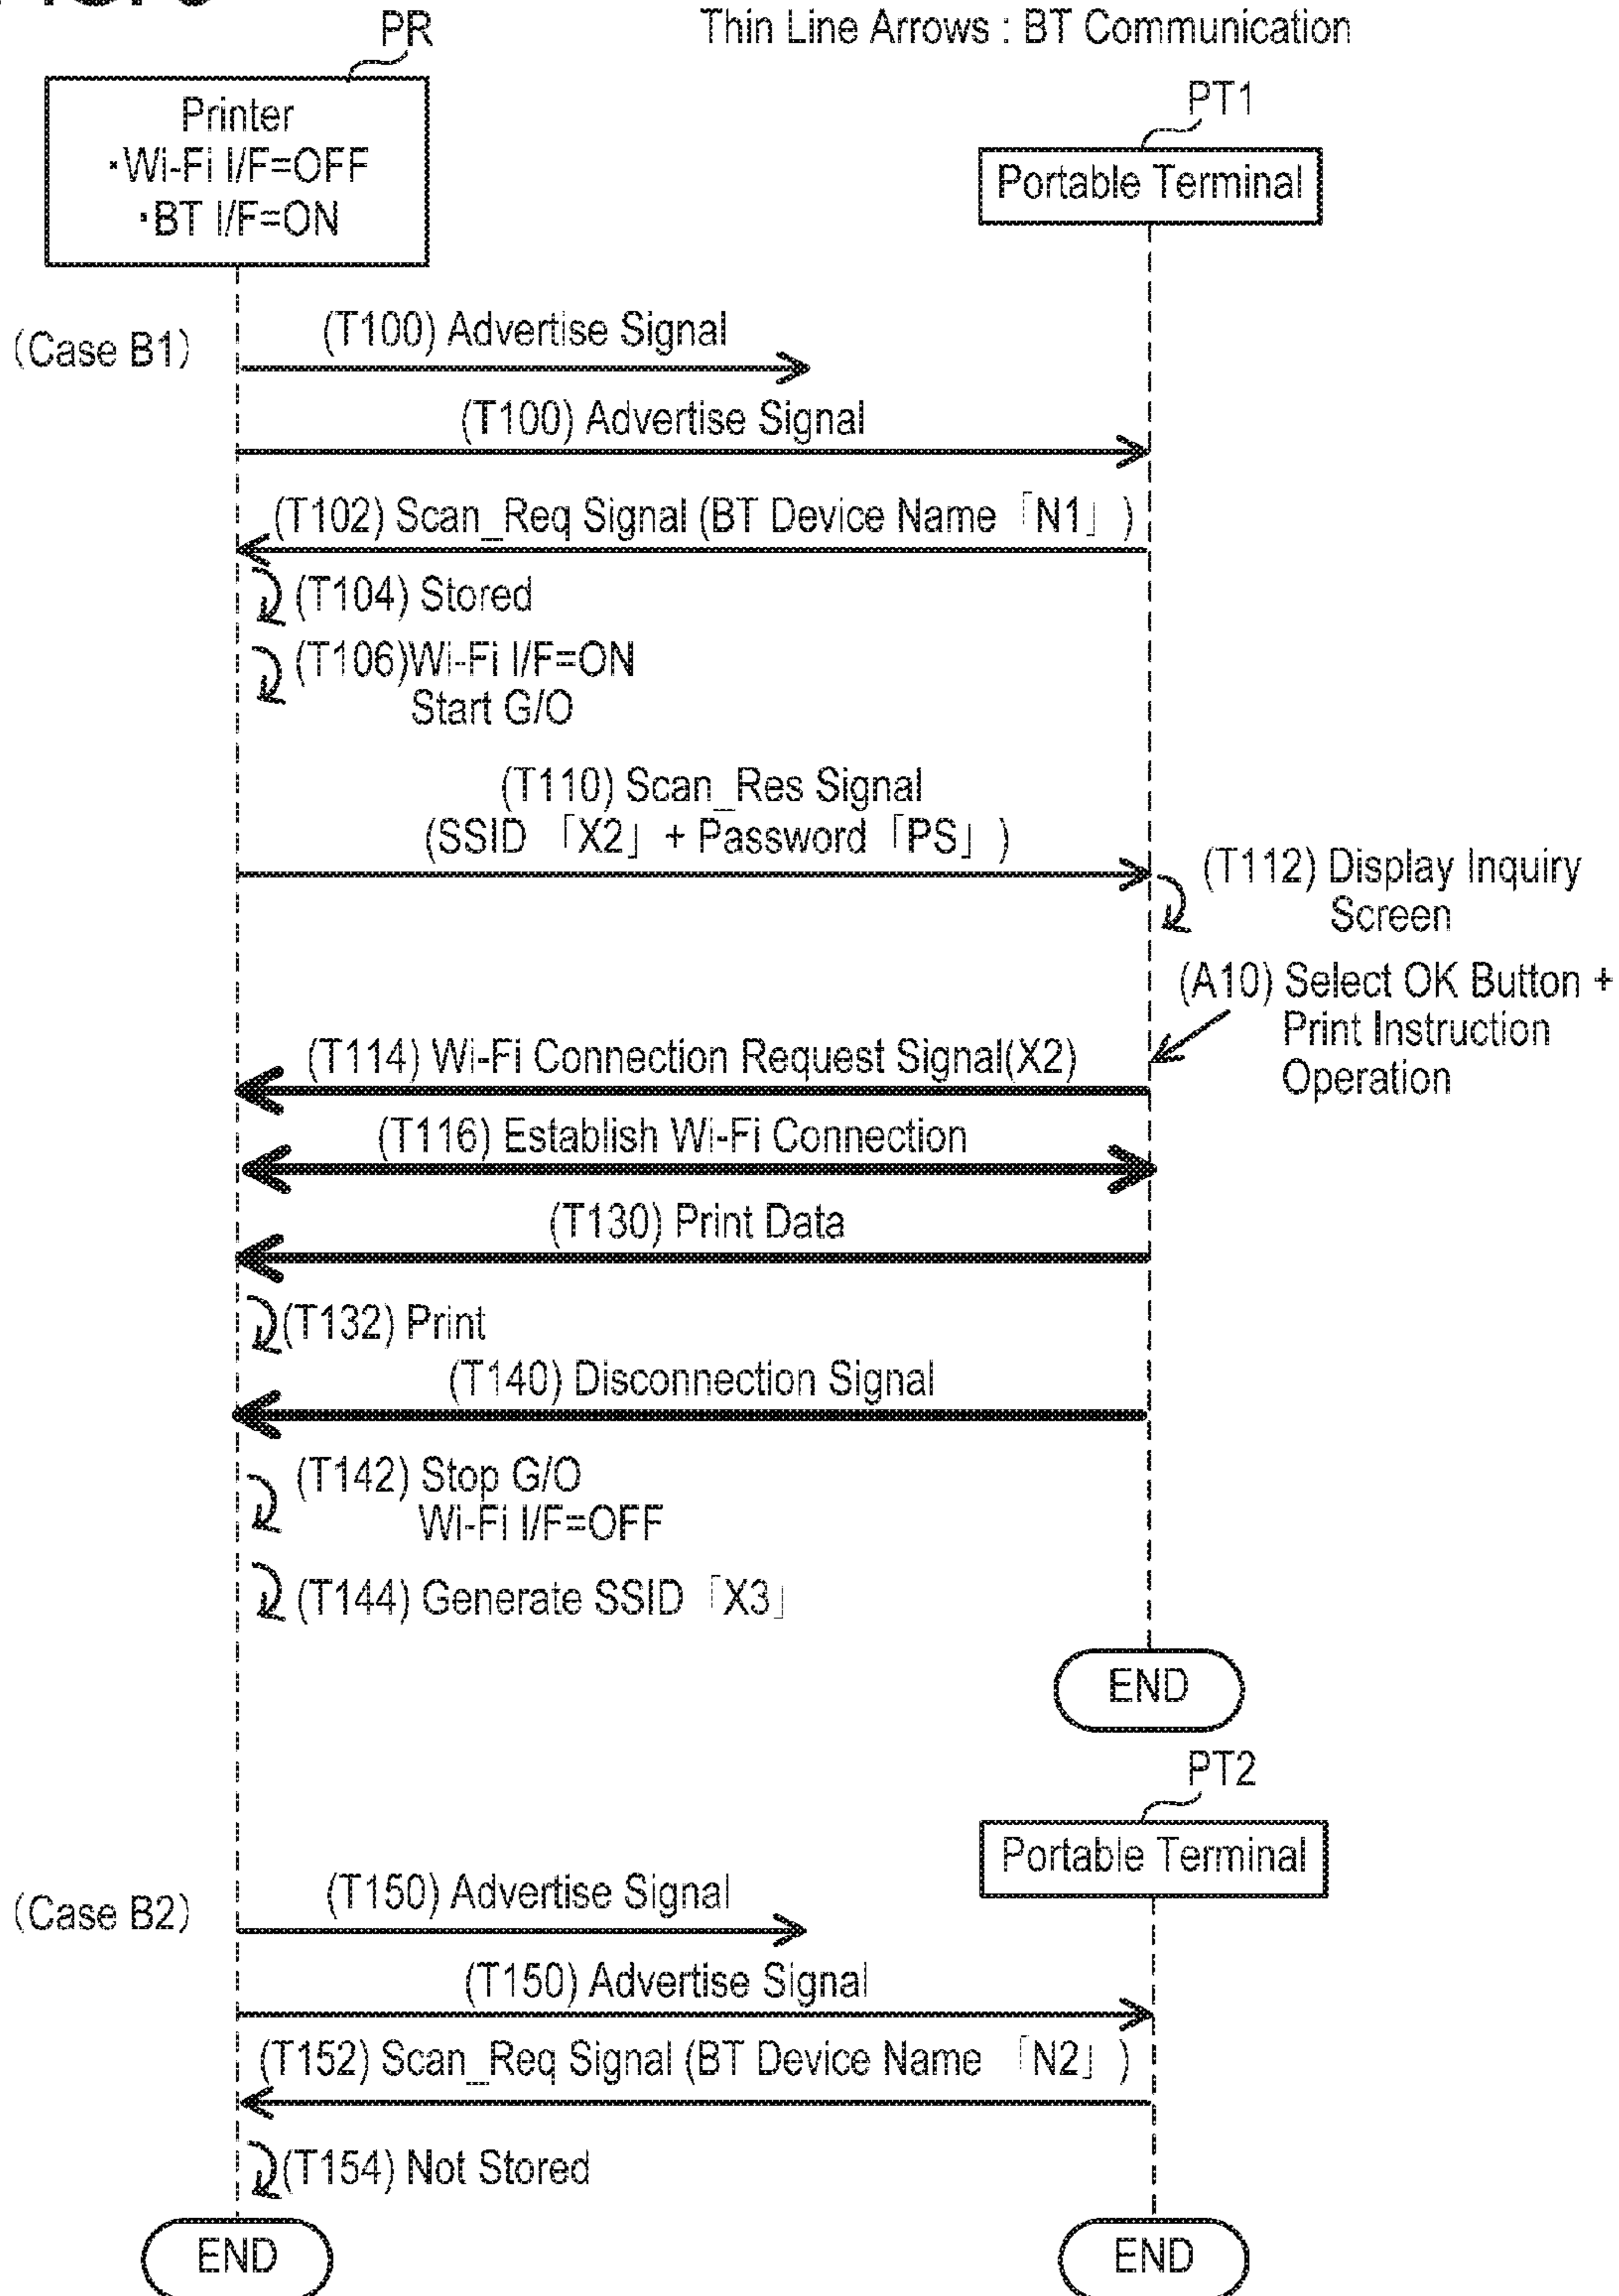 PR
Thin Line Arrows : BT Communication
Printer
・Wi-Fi I/F=OFF
・BT I/F=ON
PT1
Portable Terminal
(Case B1)
(T100) Advertise Signal
(T100) Advertise Signal
(T102) Scan_Req Signal (BT Device Name「N1」)
(T104) Stored
(T106)Wi-Fi I/F=ON
Start G/O
(T110) Scan_Res Signal
(SSID 「X2」+ Password「PS」)
(T112) Display Inquiry
Screen
(A10) Select OK Button +
Print Instruction
Operation
(T114) Wi-Fi Connection Request Signal(X2)
(T116) Establish Wi-Fi Connection
(T130) Print Data
(T132) Print
(T140) Disconnection Signal
(T142) Stop G/O
Wi-Fi I/F=OFF
(T144) Generate SSID「X3」
END
PT2
Portable Terminal
(Case B2)
(T150) Advertise Signal
(T150) Advertise Signal
(T152) Scan_Req Signal (BT Device Name 「N2」)
(T154) Not Stored
END
END